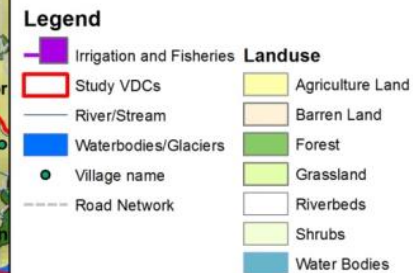 Legend
Irrigation and Fisheries
Study VDCs
River/Stream
Waterbodies/Glaciers
Village name
Road Network
Landuse
Agriculture Land
Barren Land
Forest
Grassland
Riverbeds
Shrubs
Water Bodies